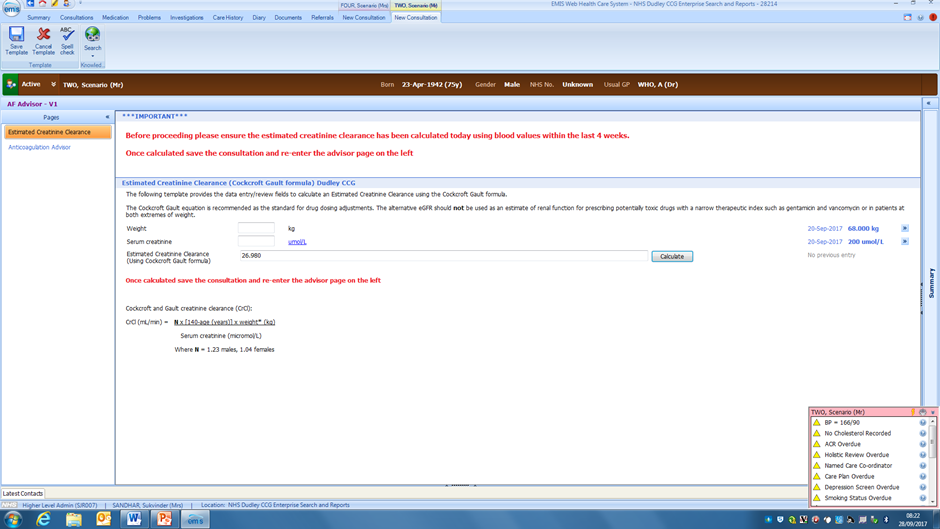 FOUR, Scenario (Mrs) TWO, Scenario (Mr) EMIS Web Health Care System - NHS Dudley CCG Enterprise Search and Reports - 28214
emis
Summary Consultations Medication Problems Investigations Care History Diary Documents Referrals New Consultation New Consultation
ABC
Save Template
Cancel Template
Spell check
Search
Template Knowled...
Active TWO, Scenario (Mr) Born 23-Apr-1942 (75y) Gender Male NHS No. Unknown Usual GP WHO, A (Dr)
AF Advisor - V1
Pages
Estimated Creatinine Clearance
Anticoagulation Advisor
***IMPORTANT***
Before proceeding please ensure the estimated creatinine clearance has been calculated today using blood values within the last 4 weeks.
Once calculated save the consultation and re-enter the advisor page on the left
Estimated Creatinine Clearance (Cockcroft Gault formula) Dudley CCG
The following template provides the data entry/review fields to calculate an Estimated Creatinine Clearance using the Cockcroft Gault formula.
The Cockcroft Gault equation is recommended as the standard for drug dosing adjustments. The alternative eGFR should not be used as an estimate of renal function for prescribing potentially toxic drugs with a narrow therapeutic index such as gentamicin and vancomycin or in patients at
both extremes of weight.
Weight kg 20-Sep-2017 68.000 kg
Serum creatinine umol/L 20-Sep-2017 200 umol/L
Estimated Creatinine Clearance 26.980 Calculate No previous entry
(Using Cockcroft Gault formula)
Once calculated save the consultation and re-enter the advisor page on the left
Cockcroft and Gault creatinine clearance (CrCl):
CrCl (mL/min) = N x [140-age (years)] x weight* (kg)
Serum creatinine (micromol/L)
Where N = 1.23 males, 1.04 females
Summary
TWO, Scenario (Mr)
BP = 166/90
No Cholesterol Recorded
ACR Overdue
Holistic Review Overdue
Named Care Co-ordinator
Care Plan Overdue
Depression Screen Overdue
Smoking Status Overdue
Latest Contacts
EMIS Higher Level Admin (SJR007) SANDHAR, Sukvinder (Mrs) Location: NHS Dudley CCG Enterprise Search and Reports
emis
08:22
28/09/2017